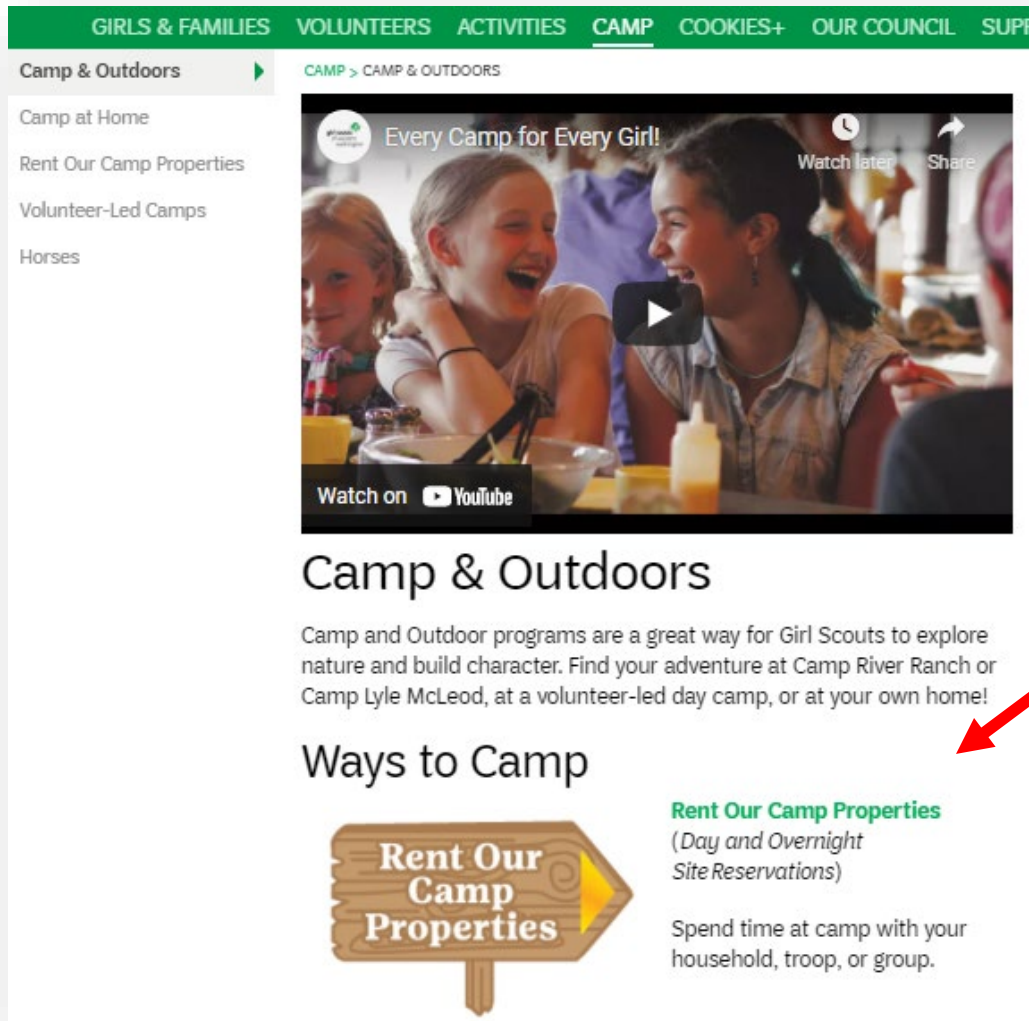 GIRLS & FAMILIES VOLUNTEERS ACTIVITIES CAMP COOKIES+ OUR COUNCIL
Camp & Outdoors
Camp at Home
Rent Our Camp Properties
Volunteer-Led Camps
Horses
CAMP > CAMP & OUTDOORS
Every Camp for Every Girl!
Watch later
Share
Watch on YouTube
Camp & Outdoors
Camp and Outdoor programs are a great way for Girl Scouts to explore
nature and build character. Find your adventure at Camp River Ranch or
Camp Lyle McLeod, at a volunteer-led day camp, or at your own home!
Ways to Camp
Rent Our
Camp
Properties
Rent Our Camp Properties
(Day and Overnight
Site Reservations)
Spend time at camp with your
household, troop, or group.